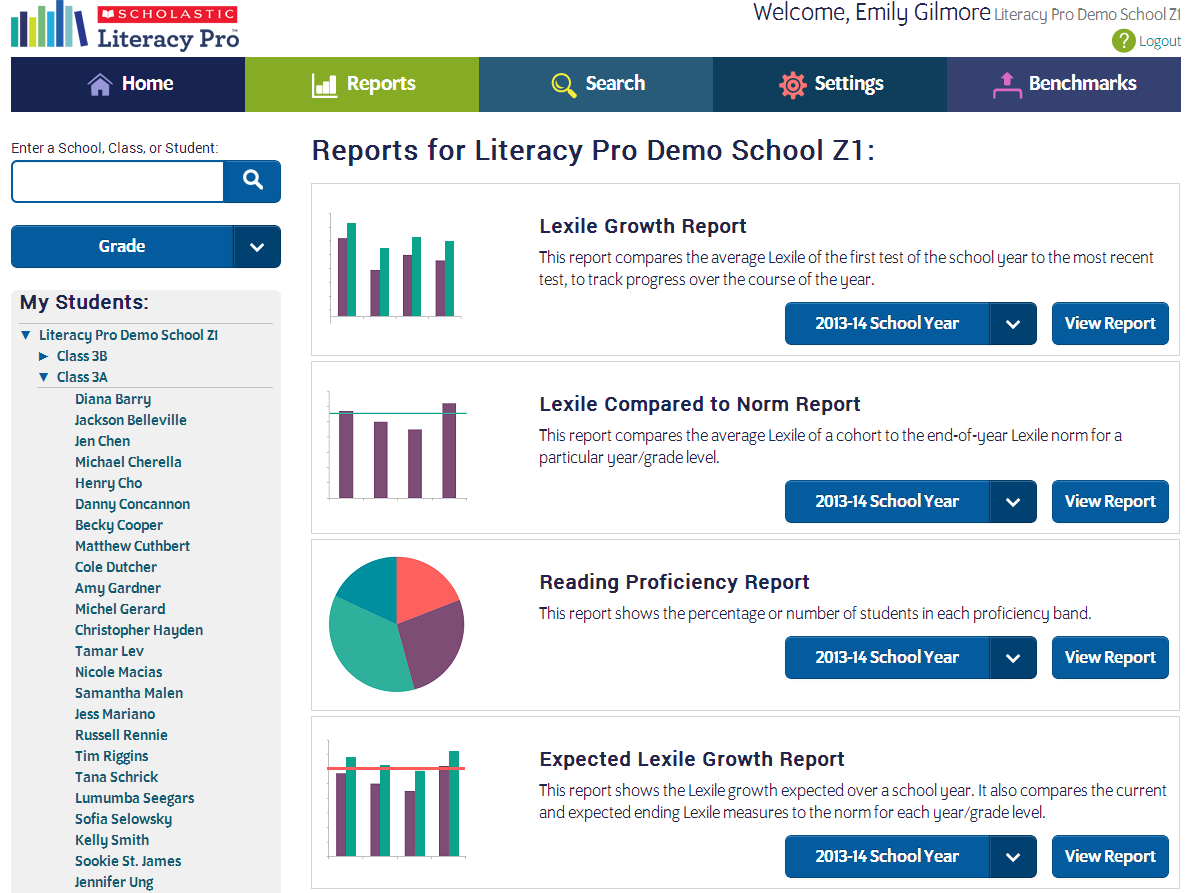 SCHOLASTIC
Literacy Pro™
Welcome, Emily Gilmore Literacy Pro Demo School Z1
? Logout
Home
Reports
Search
Settings
Benchmarks
Enter a School, Class, or Student:
Grade
My Students:
Literacy Pro Demo School Z1
Class 3B
Class 3A
Diana Barry
Jackson Belleville
Jen Chen
Michael Cherella
Henry Cho
Danny Concannon
Becky Cooper
Matthew Cuthbert
Cole Dutcher
Amy Gardner
Michel Gerard
Christopher Hayden
Tamar Lev
Nicole Macias
Samantha Malen
Jess Mariano
Russell Rennie
Tim Riggins
Tana Schrick
Lumumba Seegars
Sofia Selowsky
Kelly Smith
Sookie St. James
Jennifer Ung
Reports for Literacy Pro Demo School Z1:
Lexile Growth Report
This report compares the average Lexile of the first test of the school year to the most recent
test, to track progress over the course of the year.
2013-14 School Year
View Report
Lexile Compared to Norm Report
This report compares the average Lexile of a cohort to the end-of-year Lexile norm for a
particular year/grade level.
2013-14 School Year
View Report
Reading Proficiency Report
This report shows the percentage or number of students in each proficiency band.
2013-14 School Year
View Report
Expected Lexile Growth Report
This report shows the Lexile growth expected over a school year. It also compares the current
and expected ending Lexile measures to the norm for each year/grade level.
2013-14 School Year
View Report